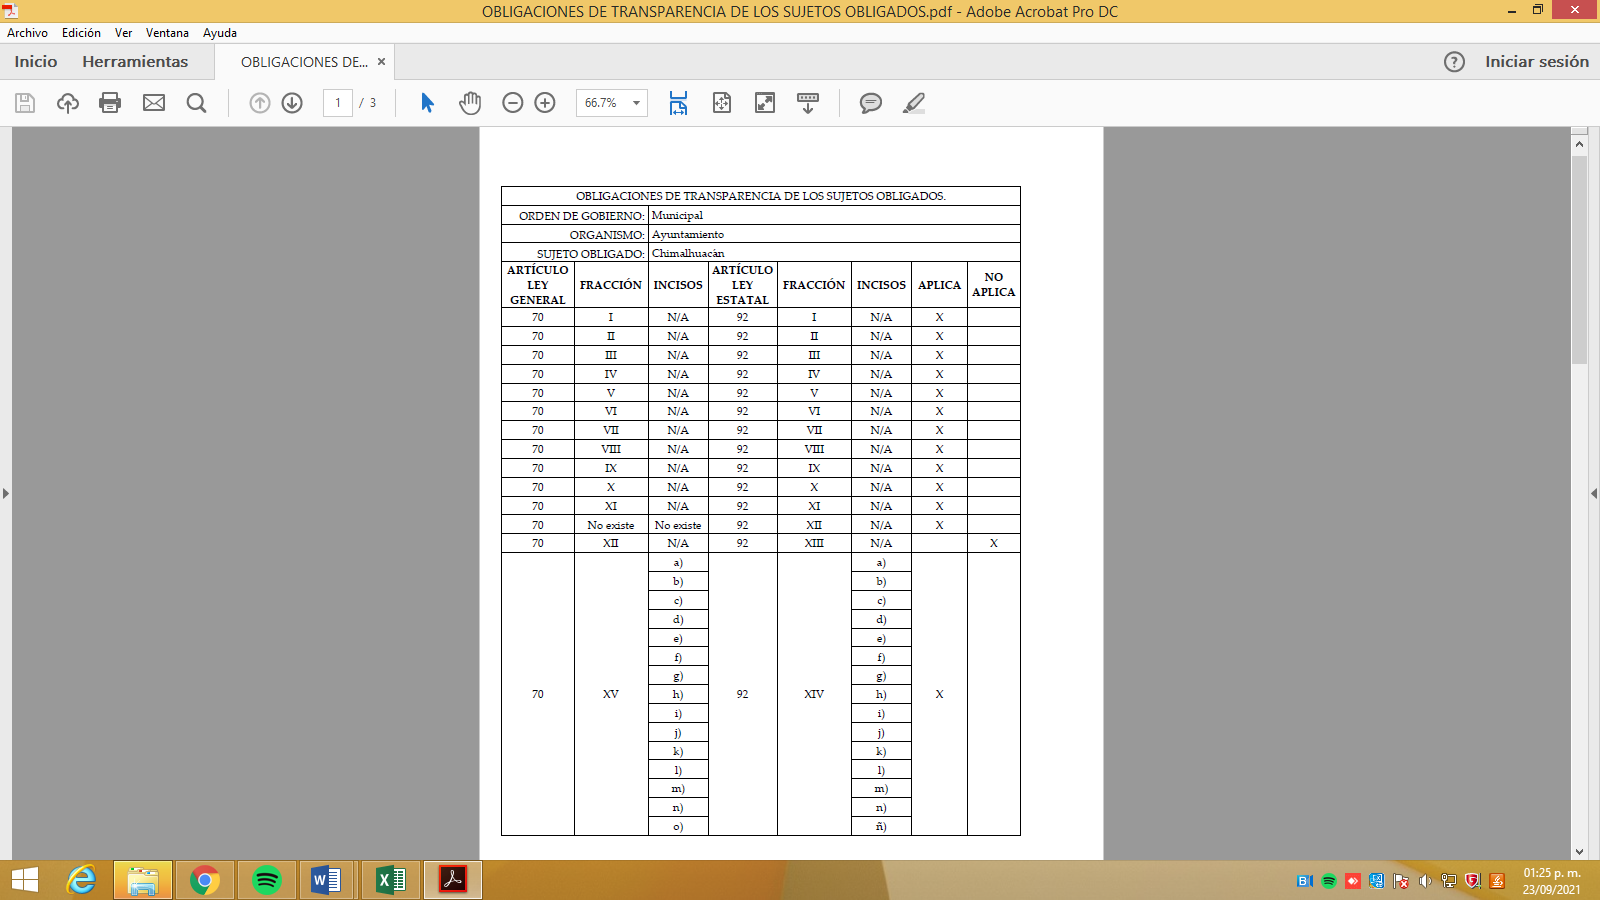 OBLIGACIONES DE TRANSPARENCIA DE LOS SUJETOS OBLIGADOS.pdf - Adobe Acrobat Pro DC
Archivo Edición Ver Ventana Ayuda
Inicio Herramientas OBLIGACIONES DE... × ? Iniciar sesión
1 / 3 66.7%
OBLIGACIONES DE TRANSPARENCIA DE LOS SUJETOS OBLIGADOS.
ORDEN DE GOBIERNO: Municipal
ORGANISMO: Ayuntamiento
SUJETO OBLIGADO: Chimalhuacán
ARTÍCULO LEY GENERAL FRACCIÓN INCISOS ARTÍCULO LEY ESTATAL FRACCIÓN INCISOS APLICA NO APLICA
70 I N/A 92 I N/A X
70 II N/A 92 II N/A X
70 III N/A 92 III N/A X
70 IV N/A 92 IV N/A X
70 V N/A 92 V N/A X
70 VI N/A 92 VI N/A X
70 VII N/A 92 VII N/A X
70 VIII N/A 92 VIII N/A X
70 IX N/A 92 IX N/A X
70 X N/A 92 X N/A X
70 XI N/A 92 XI N/A X
70 No existe No existe 92 XII N/A X
70 XII N/A 92 XIII N/A X
a) a)
b) b)
c) c)
d) d)
e) e)
f) f)
g) g)
70 XV h) 92 XIV h) X
i) i)
j) j)
k) k)
l) l)
m) m)
n) n)
o) ñ)
01:25 p. m.
23/09/2021